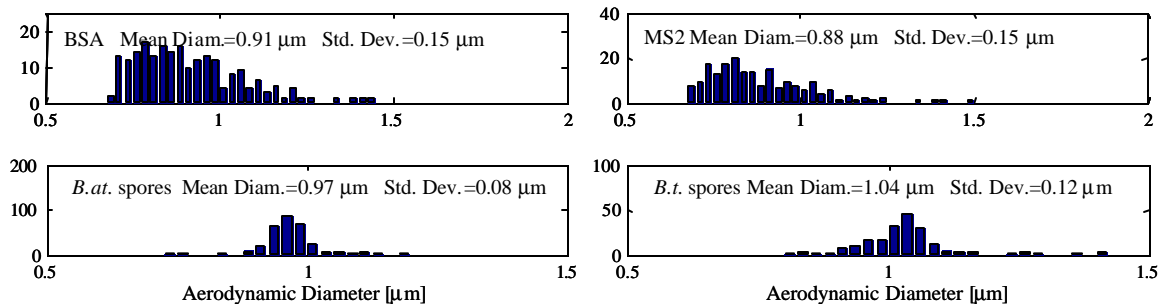 25
20
10
0
BSA Mean Diam.=0.91 µm Std. Dev.=0.15 µm
0.5 1 1.5 2
40
20
0
MS2 Mean Diam.=0.88 µm Std. Dev.=0.15 µm
0.5 1 1.5 2
200
100
0
B.at. spores Mean Diam.=0.97 µm Std. Dev.=0.08 µm
0.5 1 1.5
Aerodynamic Diameter [µm]
100
50
0
B.t. spores Mean Diam.=1.04 µm Std. Dev.=0.12 µm
0.5 1 1.5
Aerodynamic Diameter [µm]